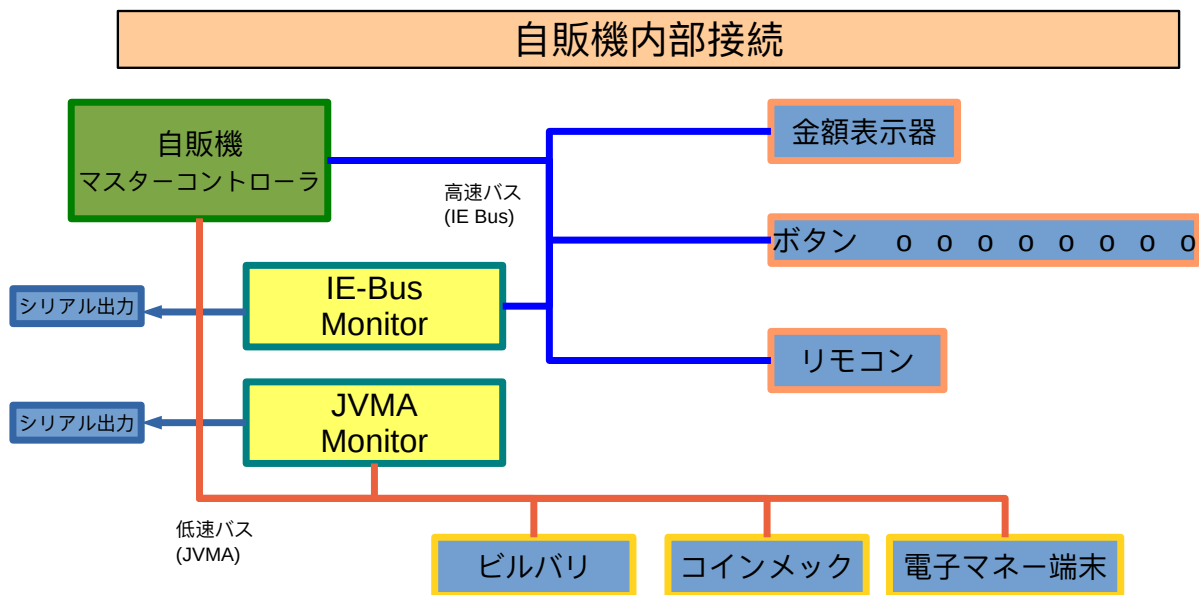 自販機内部接続
自販機
マスターコントローラ
高速バス
(IE Bus)
金額表示器
ボタン o o o o o o o o
IE-Bus
Monitor
シリアル出力
リモコン
JVMA
Monitor
シリアル出力
低速バス
(JVMA)
ビルバリ
コインメック
電子マネー端末